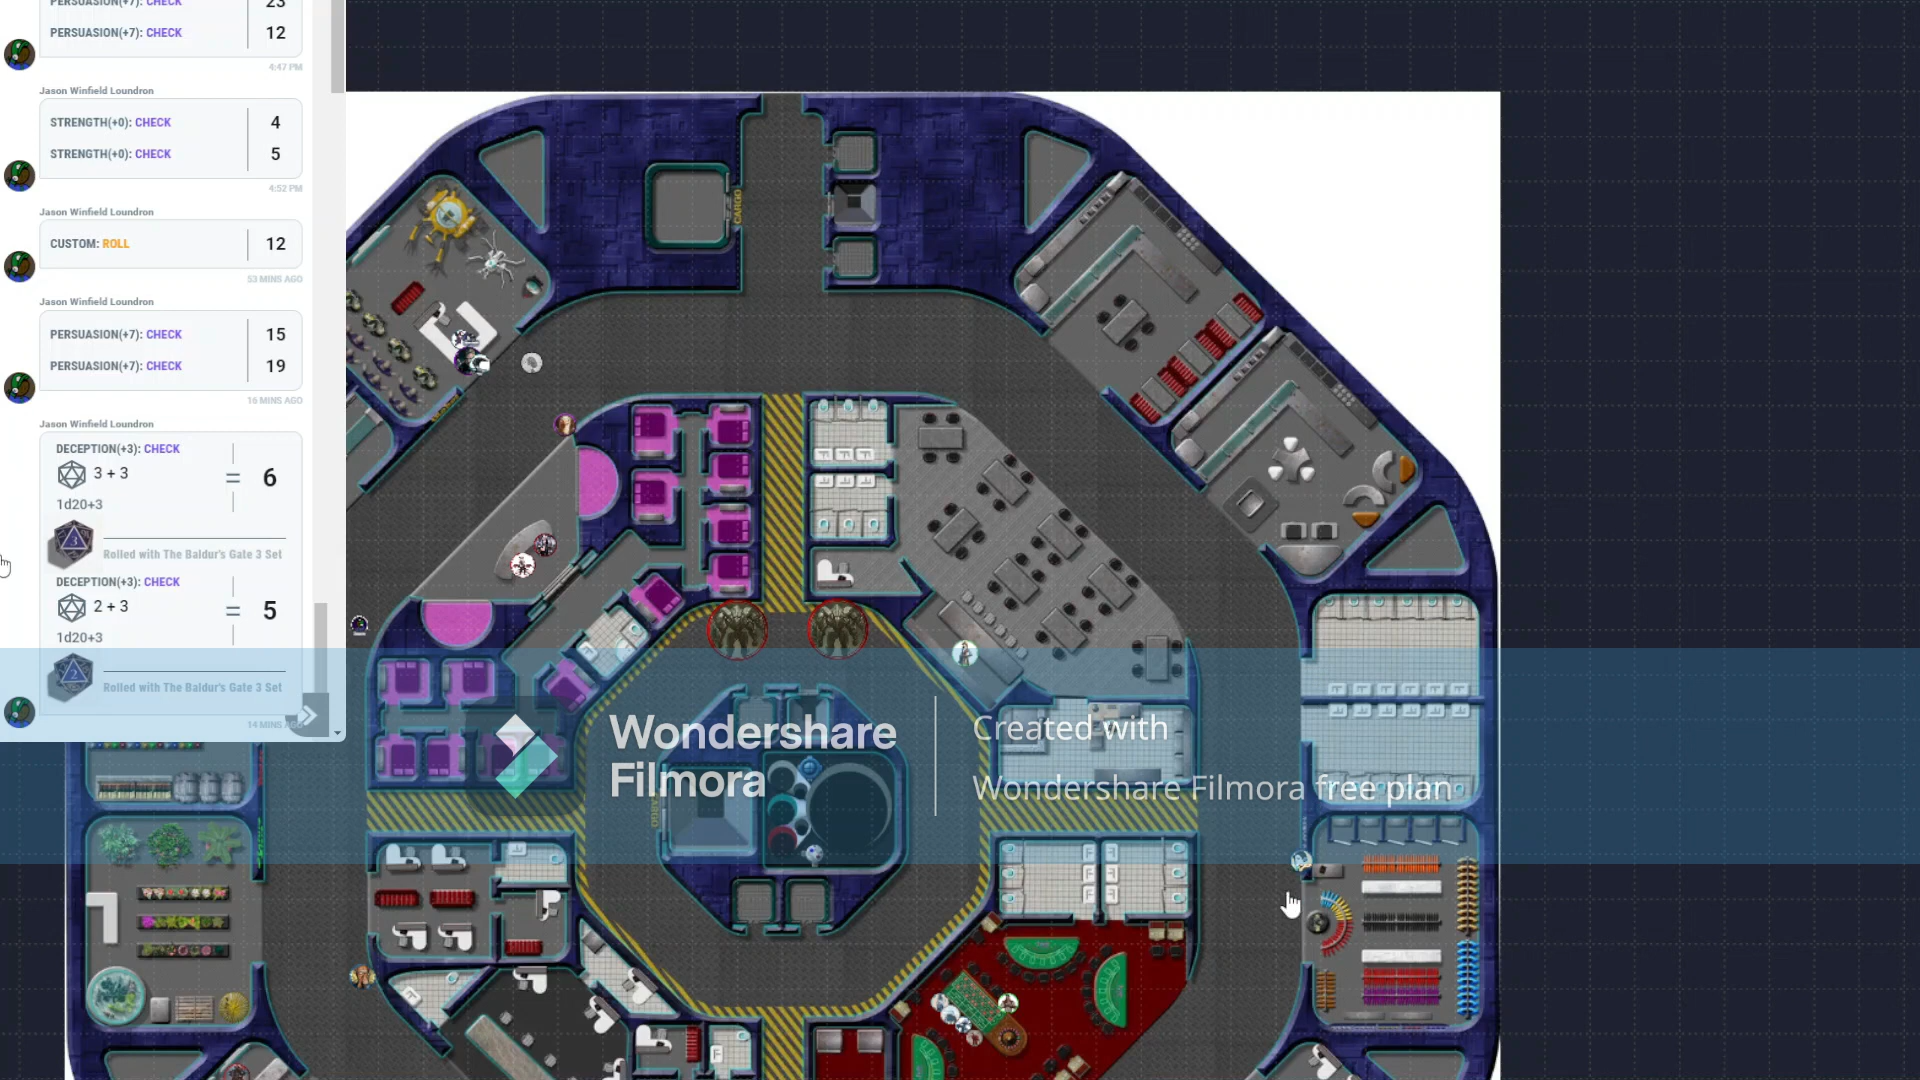 PERSUASION(+7): CHECK 23
PERSUASION(+7): CHECK 12
4:47 PM
Jason Winfield Loundron
STRENGTH(+0): CHECK 4
STRENGTH(+0): CHECK 5
4:52 PM
Jason Winfield Loundron
CUSTOM: ROLL 12
53 MINS AGO
Jason Winfield Loundron
PERSUASION(+7): CHECK 15
PERSUASION(+7): CHECK 19
16 MINS AGO
Jason Winfield Loundron
DECEPTION(+3): CHECK
3 + 3 = 6
1d20+3
3
Rolled with The Baldur's Gate 3 Set
DECEPTION(+3): CHECK
2 + 3 = 5
1d20+3
2
Rolled with The Baldur's Gate 3 Set
14 MINS AGO
CARGO
CARGO
Wondershare
Filmora
Created with
Wondershare Filmora free plan